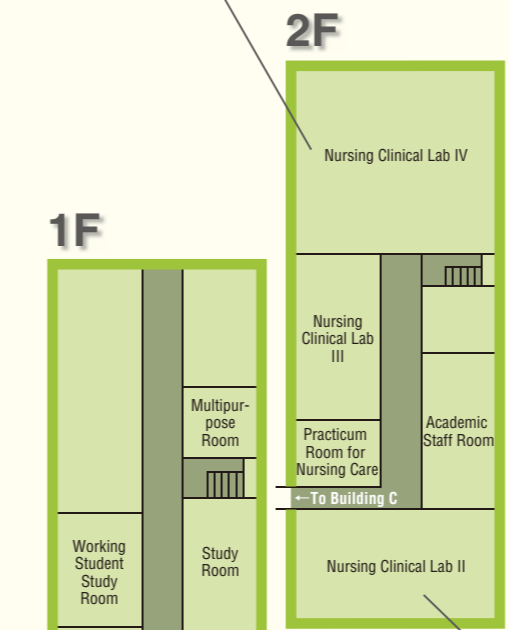 2F
Nursing Clinical Lab IV
1F
Nursing
Clinical Lab
III
Multipur-
pose
Room
Practicum
Room for
Nursing Care
Academic
Staff Room
←To Building C
Working
Student
Study
Room
Study
Room
Nursing Clinical Lab II